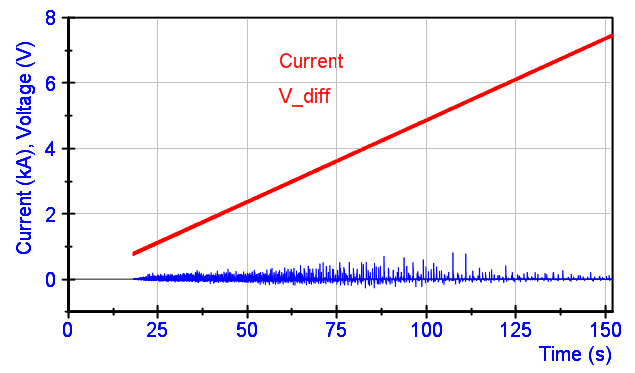 8
6
4
2
0
Current (kA), Voltage (V)
Current
V_diff
0 25 50 75 100 125 150
Time (s)